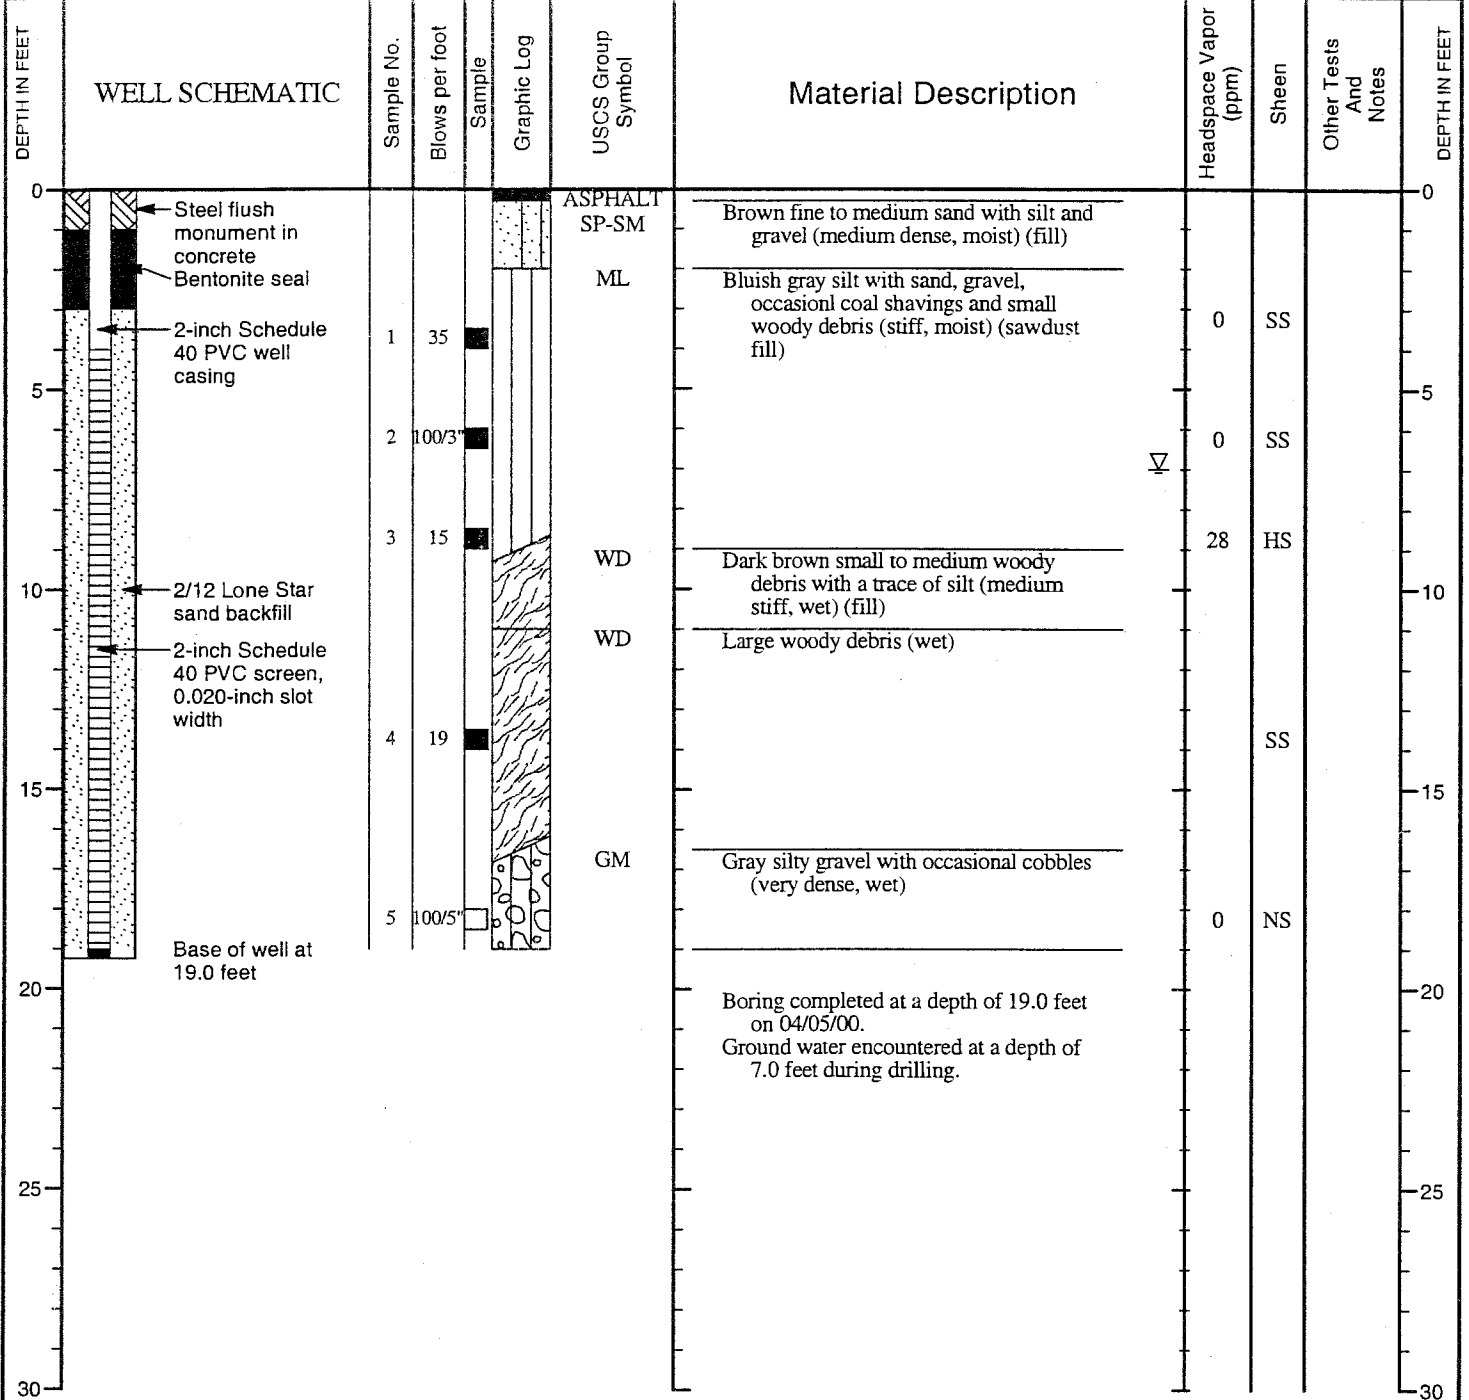 DEPTH IN FEET
WELL SCHEMATIC
Sample No.
Blows per foot
Sample
Graphic Log
USCS Group
Symbol
Material Description
Headspace Vapor
(ppm)
Sheen
Other Tests
And
Notes
DEPTH IN FEET
0
5
10
15
20
25
30
Steel flush
monument in
concrete
Bentonite seal
2-inch Schedule
40 PVC well
casing
2/12 Lone Star
sand backfill
2-inch Schedule
40 PVC screen,
0.020-inch slot
width
Base of well at
19.0 feet
1 35
2 100/3"
3 15
4 19
5 100/5"
ASPHALT
SP-SM
ML
WD
WD
GM
Brown fine to medium sand with silt and
gravel (medium dense, moist) (fill)
Bluish gray silt with sand, gravel,
occasionl coal shavings and small
woody debris (stiff, moist) (sawdust
fill)
Dark brown small to medium woody
debris with a trace of silt (medium
stiff, wet) (fill)
Large woody debris (wet)
Gray silty gravel with occasional cobbles
(very dense, wet)
Boring completed at a depth of 19.0 feet
on 04/05/00.
Ground water encountered at a depth of
7.0 feet during drilling.
0 SS
0 SS
28 HS
SS
0 NS
0
5
10
15
20
25
30